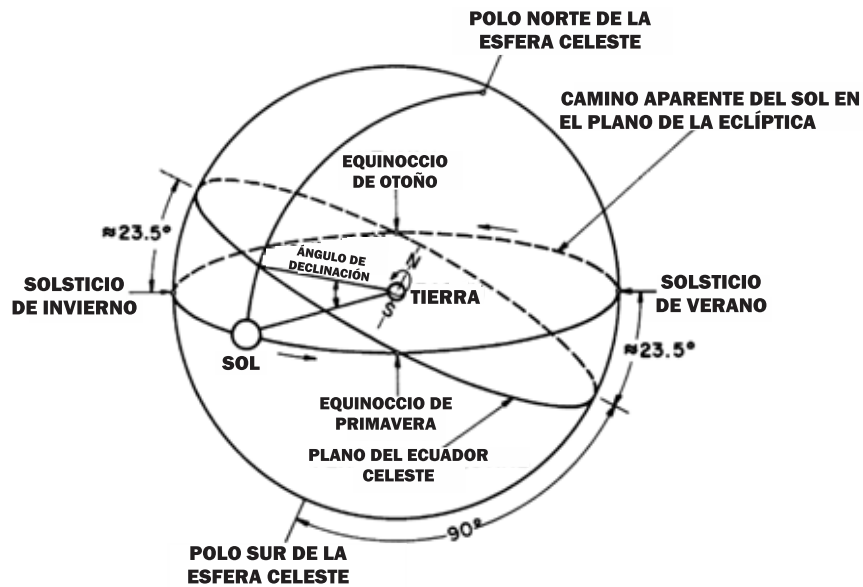 POLO NORTE DE LA
ESFERA CELESTE
CAMINO APARENTE DEL SOL EN
EL PLANO DE LA ECLÍPTICA
EQUINOCCIO
DE OTOÑO
≈23.5°
ÁNGULO DE
DECLINACIÓN
N
SOLSTICIO
DE INVIERNO
TIERRA
SOLSTICIO
DE VERANO
S
SOL
≈23.5°
EQUINOCCIO DE
PRIMAVERA
PLANO DEL ECUADOR
CELESTE
90º
POLO SUR DE LA
ESFERA CELESTE